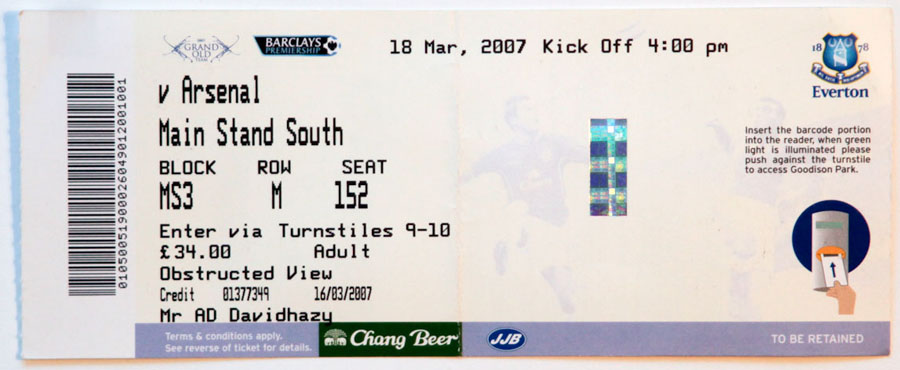 THE GRAND OLD TEAM
BARCLAYS PREMIERSHIP
18 Mar, 2007 Kick Off 4:00 pm
1878
Everton
v Arsenal
Main Stand South
BLOCK ROW SEAT
MS3 M 152
Enter via Turnstiles 9-10
£34.00 Adult
Obstructed View
Credit 01377349 16/03/2007
Mr AD Davidhazy
01050051900026049012001001
Insert the barcode portion
into the reader, when green
light is illuminated please
push against the turnstile
to access Goodison Park.
Terms & conditions apply.
See reverse of ticket for details.
Chang Beer
JJB
TO BE RETAINED